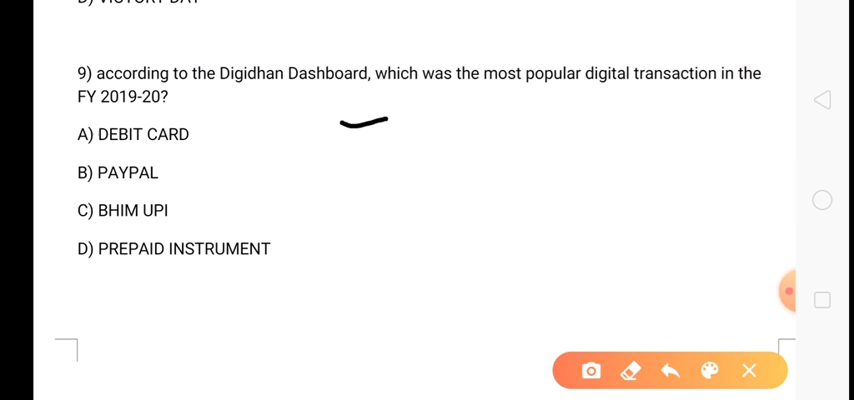 9) according to the Digidhan Dashboard, which was the most popular digital transaction in the
FY 2019-20?
A) DEBIT CARD
B) PAYPAL
C) BHIM UPI
D) PREPAID INSTRUMENT